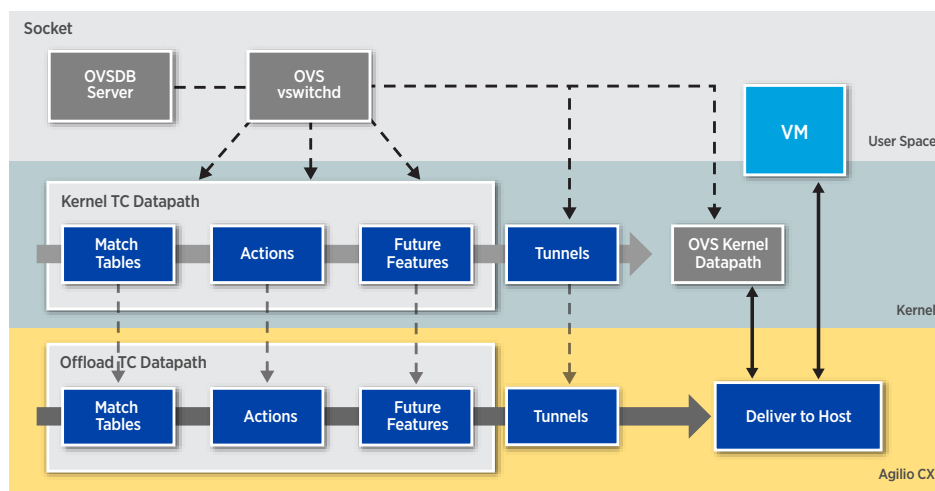 Socket
OVSDB
Server
OVS
vswitchd
VM
User Space
Kernel TC Datapath
Match
Tables
Actions
Future
Features
Tunnels
OVS Kernel
Datapath
Kernel
Offload TC Datapath
Match
Tables
Actions
Future
Features
Tunnels
Deliver to Host
Agilio CX